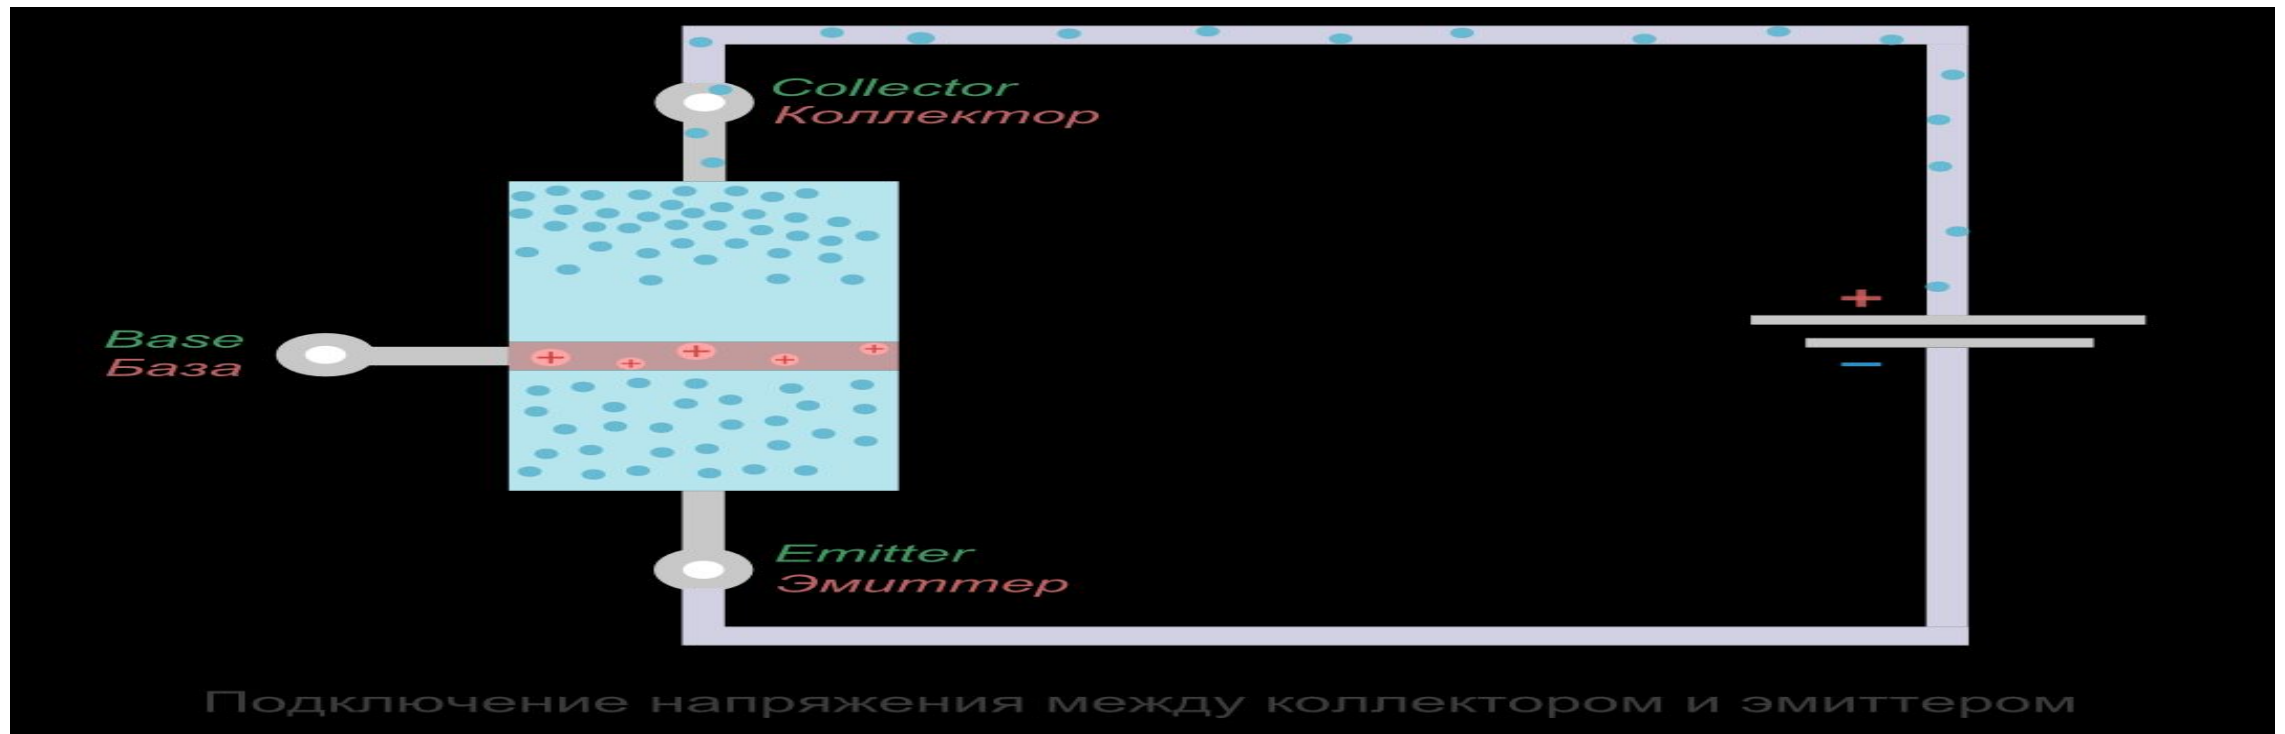 Collector
Коллектор
+
Base
База
+ + + + +
−
Emitter
Эмиттер
Подключение напряжения между коллектором и эмиттером